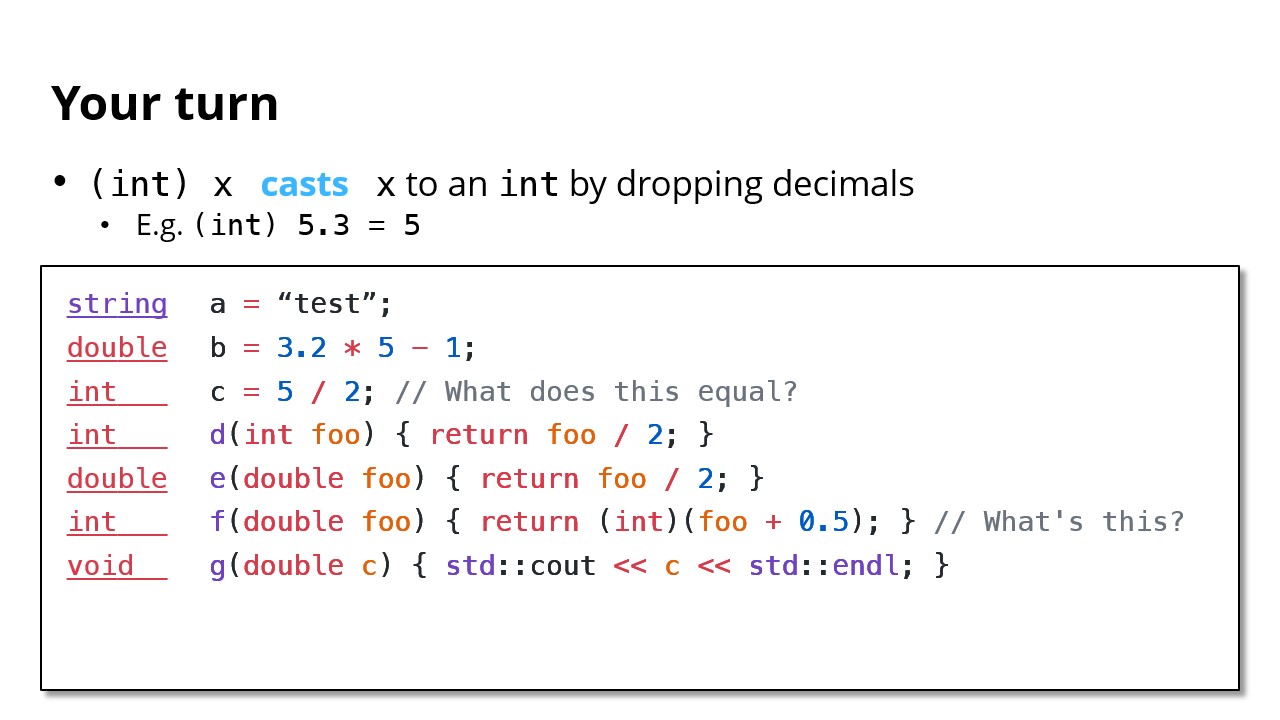 Your turn
• (int) x casts x to an int by dropping decimals
• E.g. (int) 5.3 = 5
string a = “test”;
double b = 3.2 * 5 - 1;
int c = 5 / 2; // What does this equal?
int d(int foo) { return foo / 2; }
double e(double foo) { return foo / 2; }
int f(double foo) { return (int)(foo + 0.5); } // What's this?
void g(double c) { std::cout << c << std::endl; }